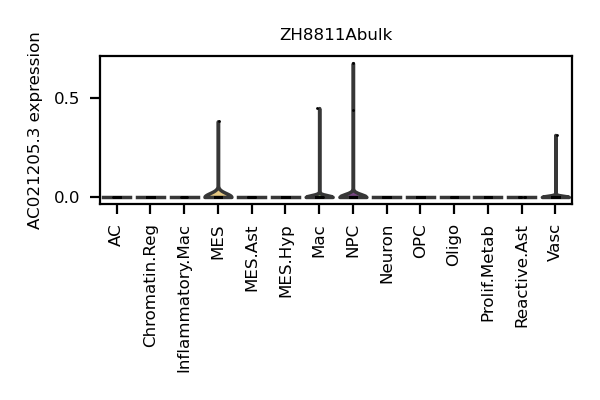 ZH8811Abulk
AC021205.3 expression
0.5
0.0
AC
Chromatin.Reg
Inflammatory.Mac
MES
MES.Ast
MES.Hyp
Mac
NPC
Neuron
OPC
Oligo
Prolif.Metab
Reactive.Ast
Vasc